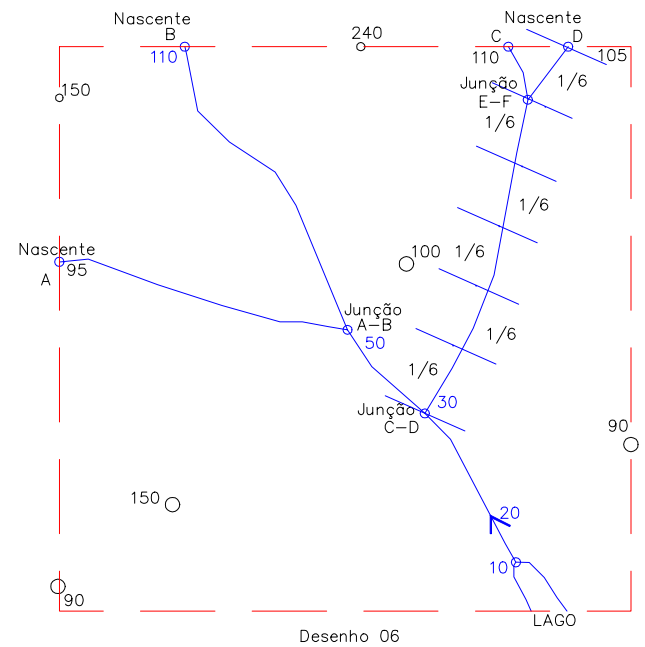 Nascente
B
110
240
Nascente
C
D
110
105
150
Junção
E-F
1/6
1/6
1/6
Nascente
A
95
100
1/6
Junção
A-B
50
1/6
1/6
30
Junção
C-D
90
150
20
10
90
LAGO
Desenho 06